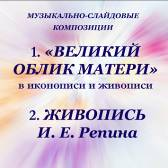 МУЗЫКАЛЬНО-СЛАЙДОВЫЕ
КОМПОЗИЦИИ
1. «ВЕЛИКИЙ
ОБЛИК МАТЕРИ»
в иконописи и живописи
2. ЖИВОПИСЬ
И. Е. Репина